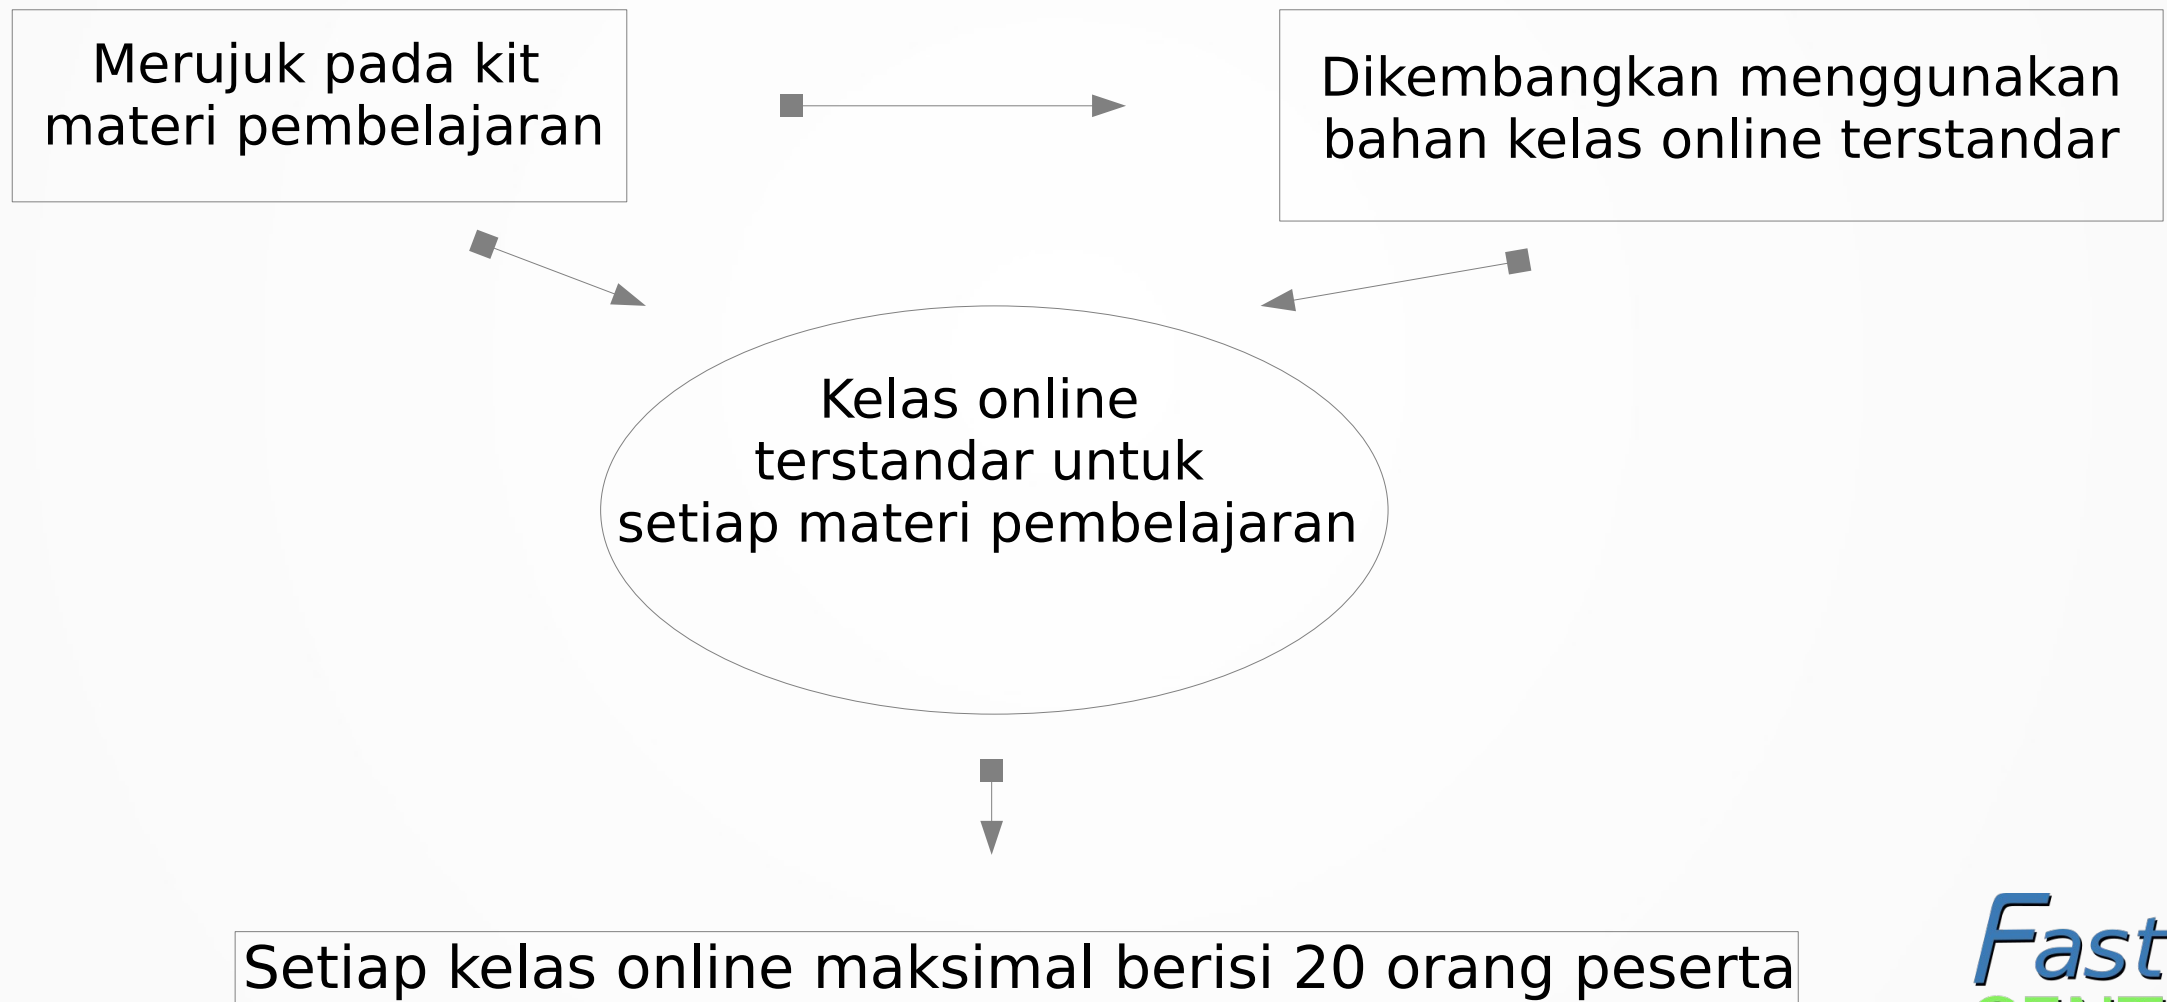 Merujuk pada kit
materi pembelajaran
Dikembangkan menggunakan
bahan kelas online terstandar
Kelas online
terstandar untuk
setiap materi pembelajaran
Setiap kelas online maksimal berisi 20 orang peserta
Fast